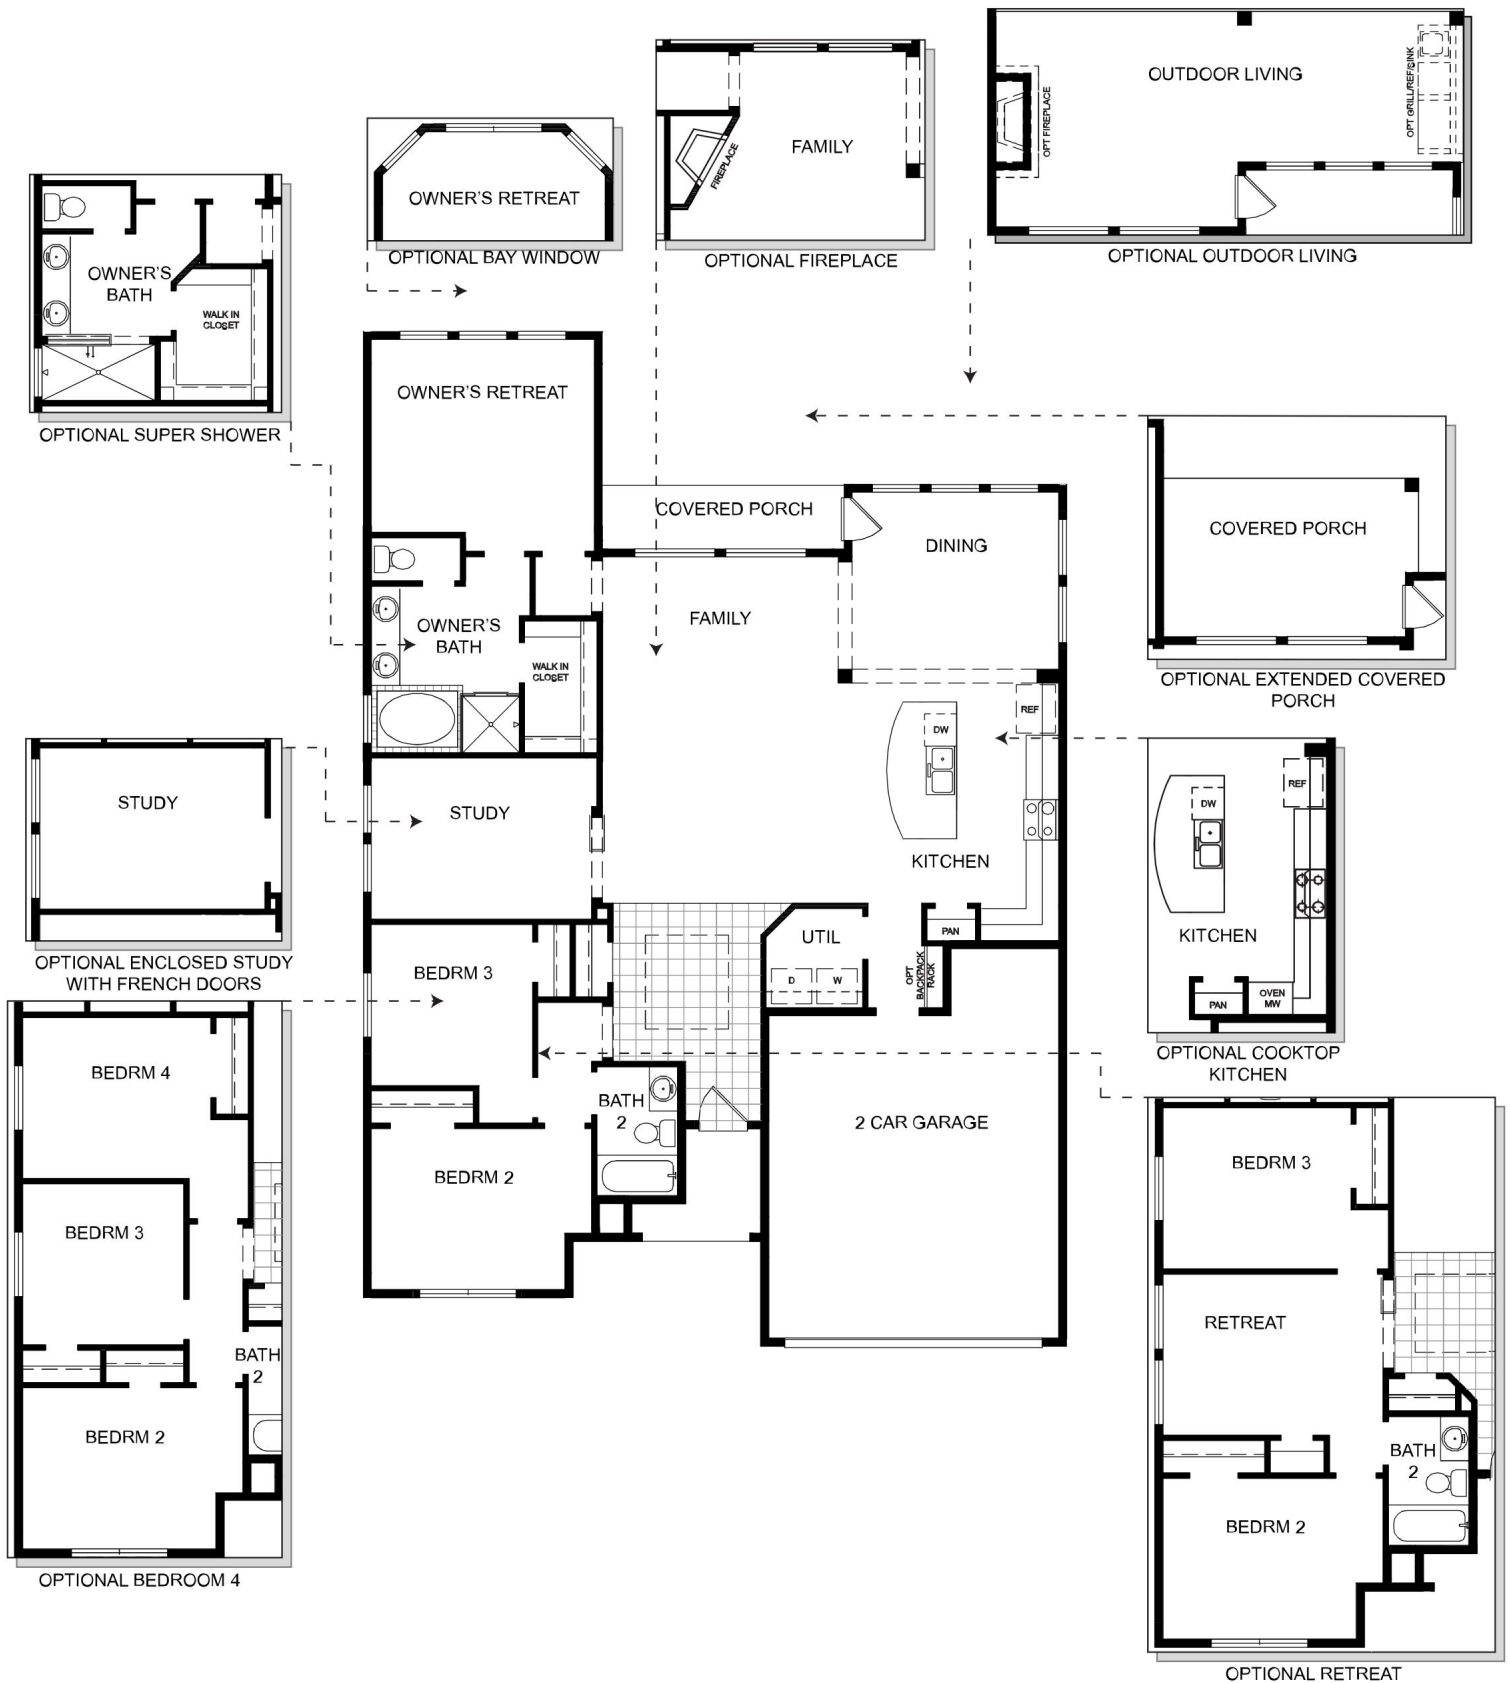 OUTDOOR LIVING
OPT GRILL/REF/SINK
OPT FIREPLACE
OPTIONAL OUTDOOR LIVING
FAMILY
FIREPLACE
OPTIONAL FIREPLACE
OWNER'S RETREAT
OPTIONAL BAY WINDOW
OWNER'S
BATH
WALK IN
CLOSET
OPTIONAL SUPER SHOWER
OWNER'S RETREAT
COVERED PORCH
DINING
FAMILY
OWNER'S
BATH
WALK IN
CLOSET
REF
DW
STUDY
KITCHEN
PAN
UTIL
D
W
OPT
BACKPACK
RACK
BEDRM 3
BATH
2
2 CAR GARAGE
BEDRM 2
COVERED PORCH
OPTIONAL EXTENDED COVERED
PORCH
REF
DW
KITCHEN
PAN
OVEN
MW
OPTIONAL COOKTOP
KITCHEN
STUDY
OPTIONAL ENCLOSED STUDY
WITH FRENCH DOORS
BEDRM 4
BEDRM 3
BATH
2
BEDRM 2
OPTIONAL BEDROOM 4
BEDRM 3
RETREAT
BATH
2
BEDRM 2
OPTIONAL RETREAT